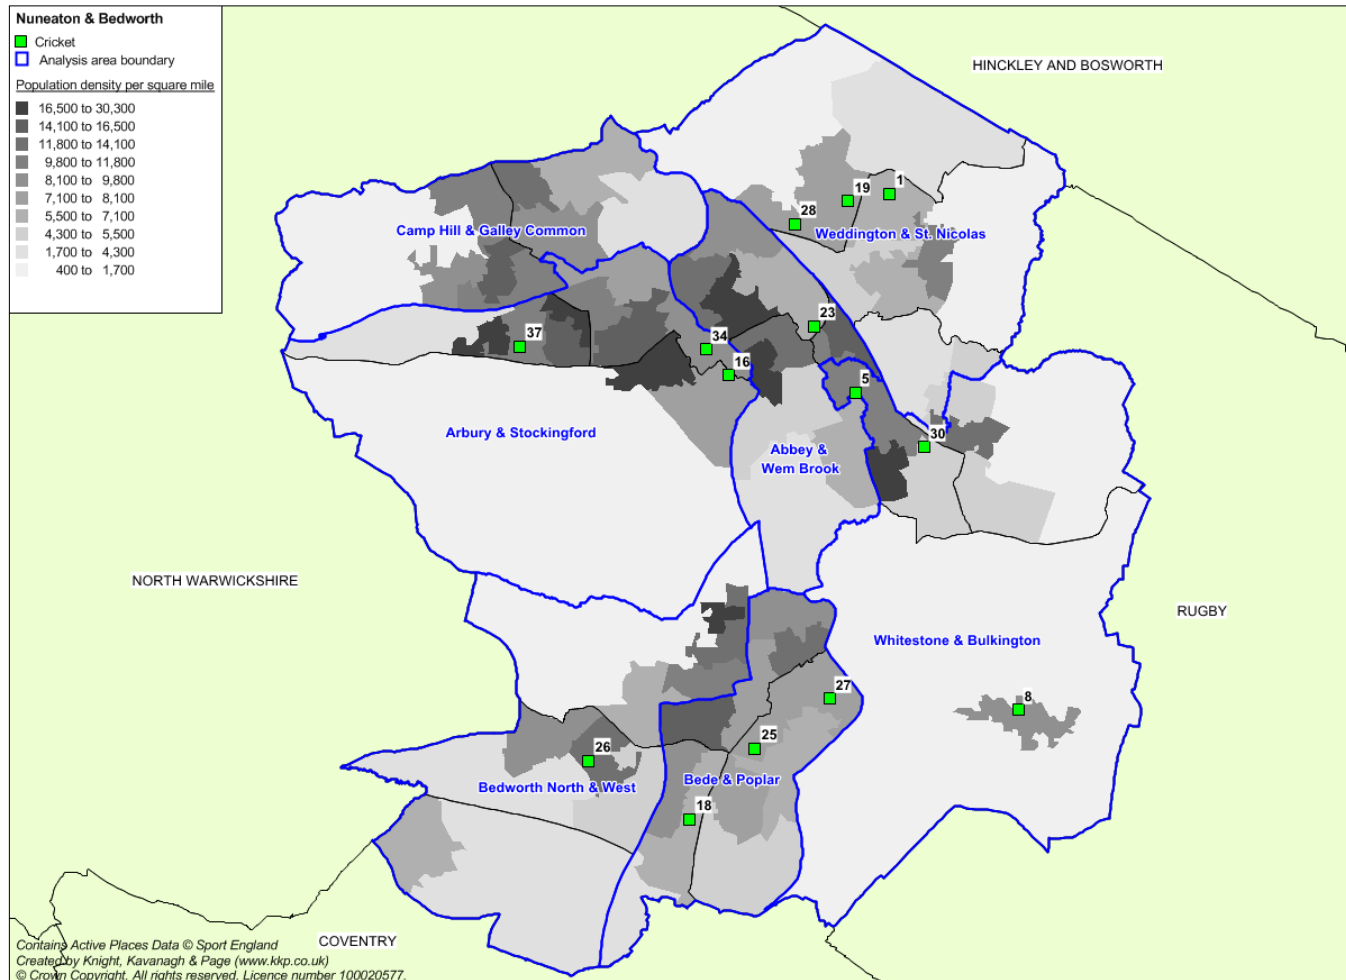 Nuneaton & Bedworth
Cricket
Analysis area boundary
Population density per square mile
16,500 to 30,300
14,100 to 16,500
11,800 to 14,100
9,800 to 11,800
8,100 to 9,800
7,100 to 8,100
5,500 to 7,100
4,300 to 5,500
1,700 to 4,300
400 to 1,700
HINCKLEY AND BOSWORTH
1
19
28
Camp Hill & Galley Common
Weddington & St. Nicolas
23
37
34
16
5
Arbury & Stockingford
30
Abbey &
Wem Brook
NORTH WARWICKSHIRE
RUGBY
Whitestone & Bulkington
27
8
25
26
Bede & Poplar
Bedworth North & West
18
COVENTRY
Contains Active Places Data © Sport England
Created by Knight, Kavanagh & Page (www.kkp.co.uk)
© Crown Copyright. All rights reserved. Licence number 100020577.